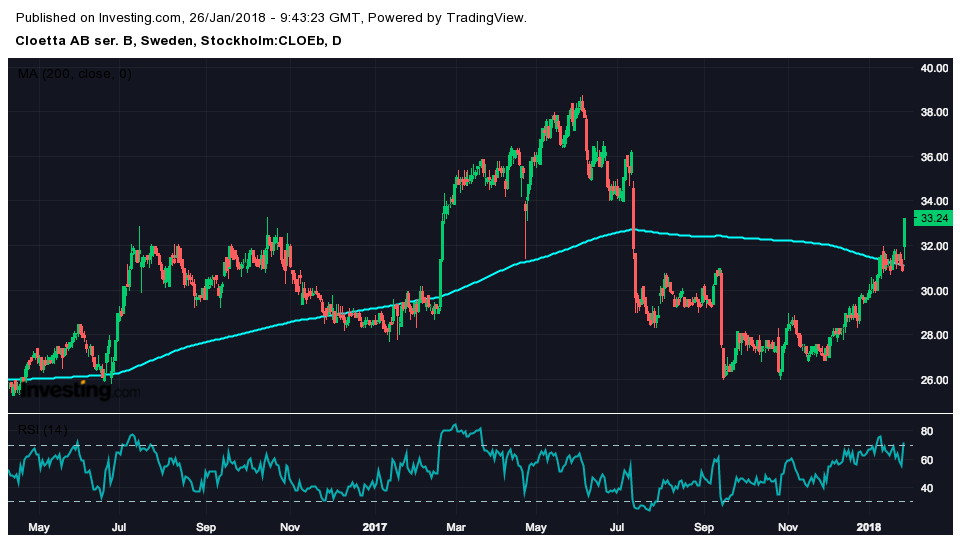 Published on Investing.com, 26/Jan/2018 - 9:43:23 GMT, Powered by TradingView.
Cloetta AB ser. B, Sweden, Stockholm:CLOEb, D
MA (200, close, 0)
40.00
38.00
36.00
34.00
33.24
32.00
30.00
28.00
26.00
Investing.com
RSI (14)
80
60
40
May Jul Sep Nov 2017 Mar May Jul Sep Nov 2018